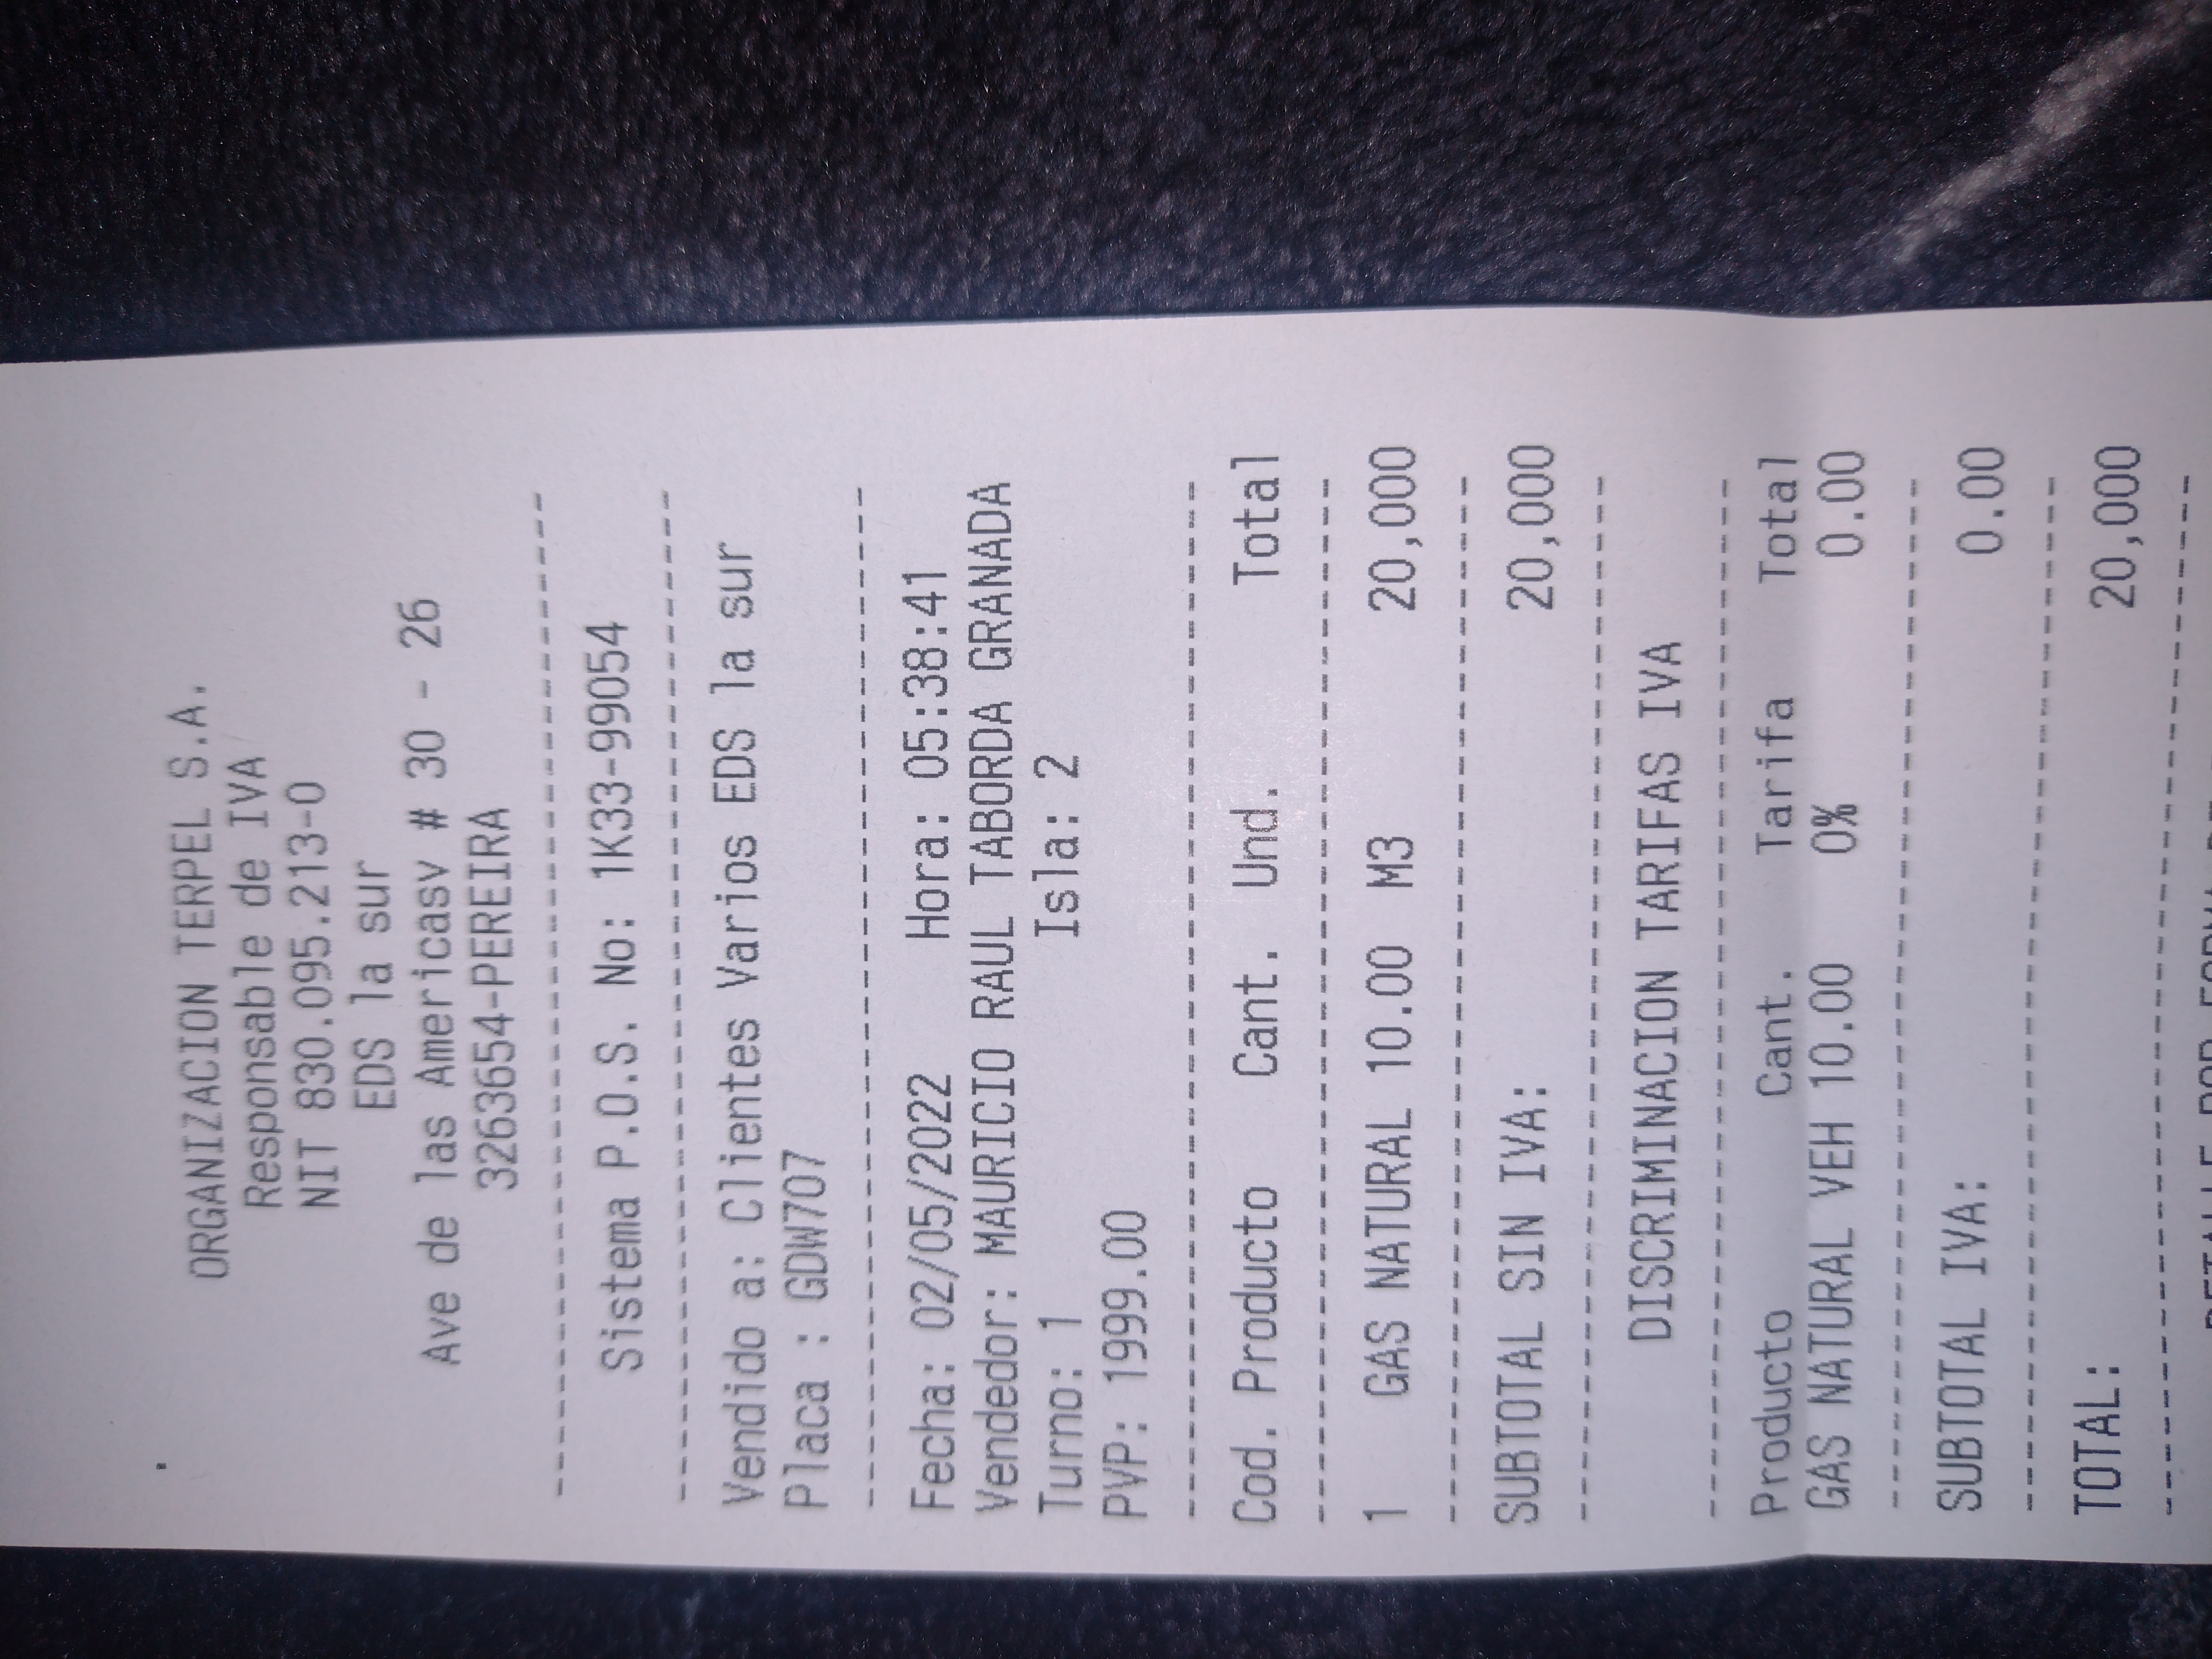 ORGANIZACION TERPEL S.A.
Responsable de IVA
NIT 830.095.213-0
EDS la sur
Ave de las Americasv # 30 - 26
3263654-PEREIRA
------------------------------------------
Sistema P.O.S. No: 1K33-99054
------------------------------------------
Vendido a: Clientes Varios EDS la sur
Placa : GDW707
------------------------------------------
Fecha: 02/05/2022 Hora: 05:38:41
Vendedor: MAURICIO RAUL TABORDA GRANADA
Turno: 1 Isla: 2
PVP: 1999.00
------------------------------------------
Cod. Producto Cant. Und. Total
------------------------------------------
1 GAS NATURAL 10.00 M3 20,000
------------------------------------------
SUBTOTAL SIN IVA: 20,000
------------------------------------------
DISCRIMINACION TARIFAS IVA
------------------------------------------
Producto Cant. Tarifa Total
GAS NATURAL VEH 10.00 0% 0.00
------------------------------------------
SUBTOTAL IVA: 0.00
------------------------------------------
TOTAL: 20,000
------------------------------------------